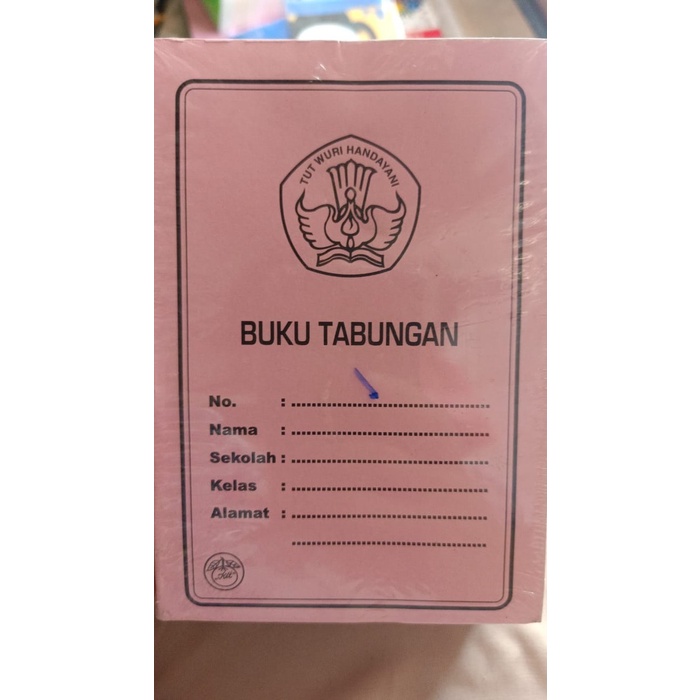 TUT WURI HANDAYANI
BUKU TABUNGAN
No. : ................................................
Nama : ................................................
Sekolah : ................................................
Kelas : ................................................
Alamat : ................................................
................................................